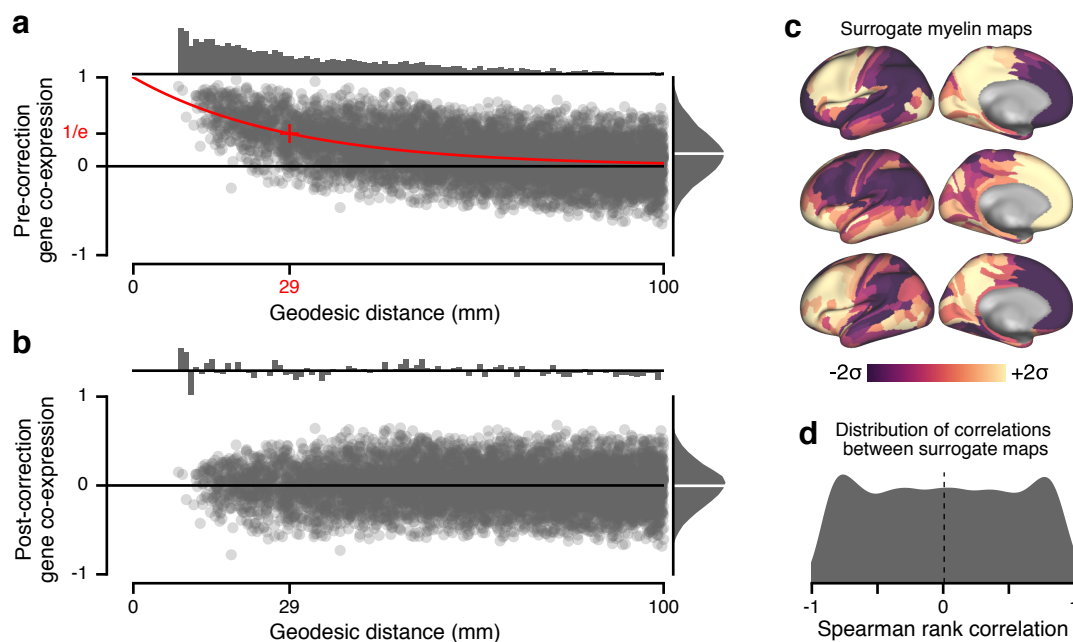 a
1
1/e
0
-1
Pre-correction
gene co-expression
0
29
100
Geodesic distance (mm)
b
1
0
-1
Post-correction
gene co-expression
0
29
100
Geodesic distance (mm)
c
Surrogate myelin maps
-2σ
+2σ
d
Distribution of correlations
between surrogate maps
-1
0
1
Spearman rank correlation